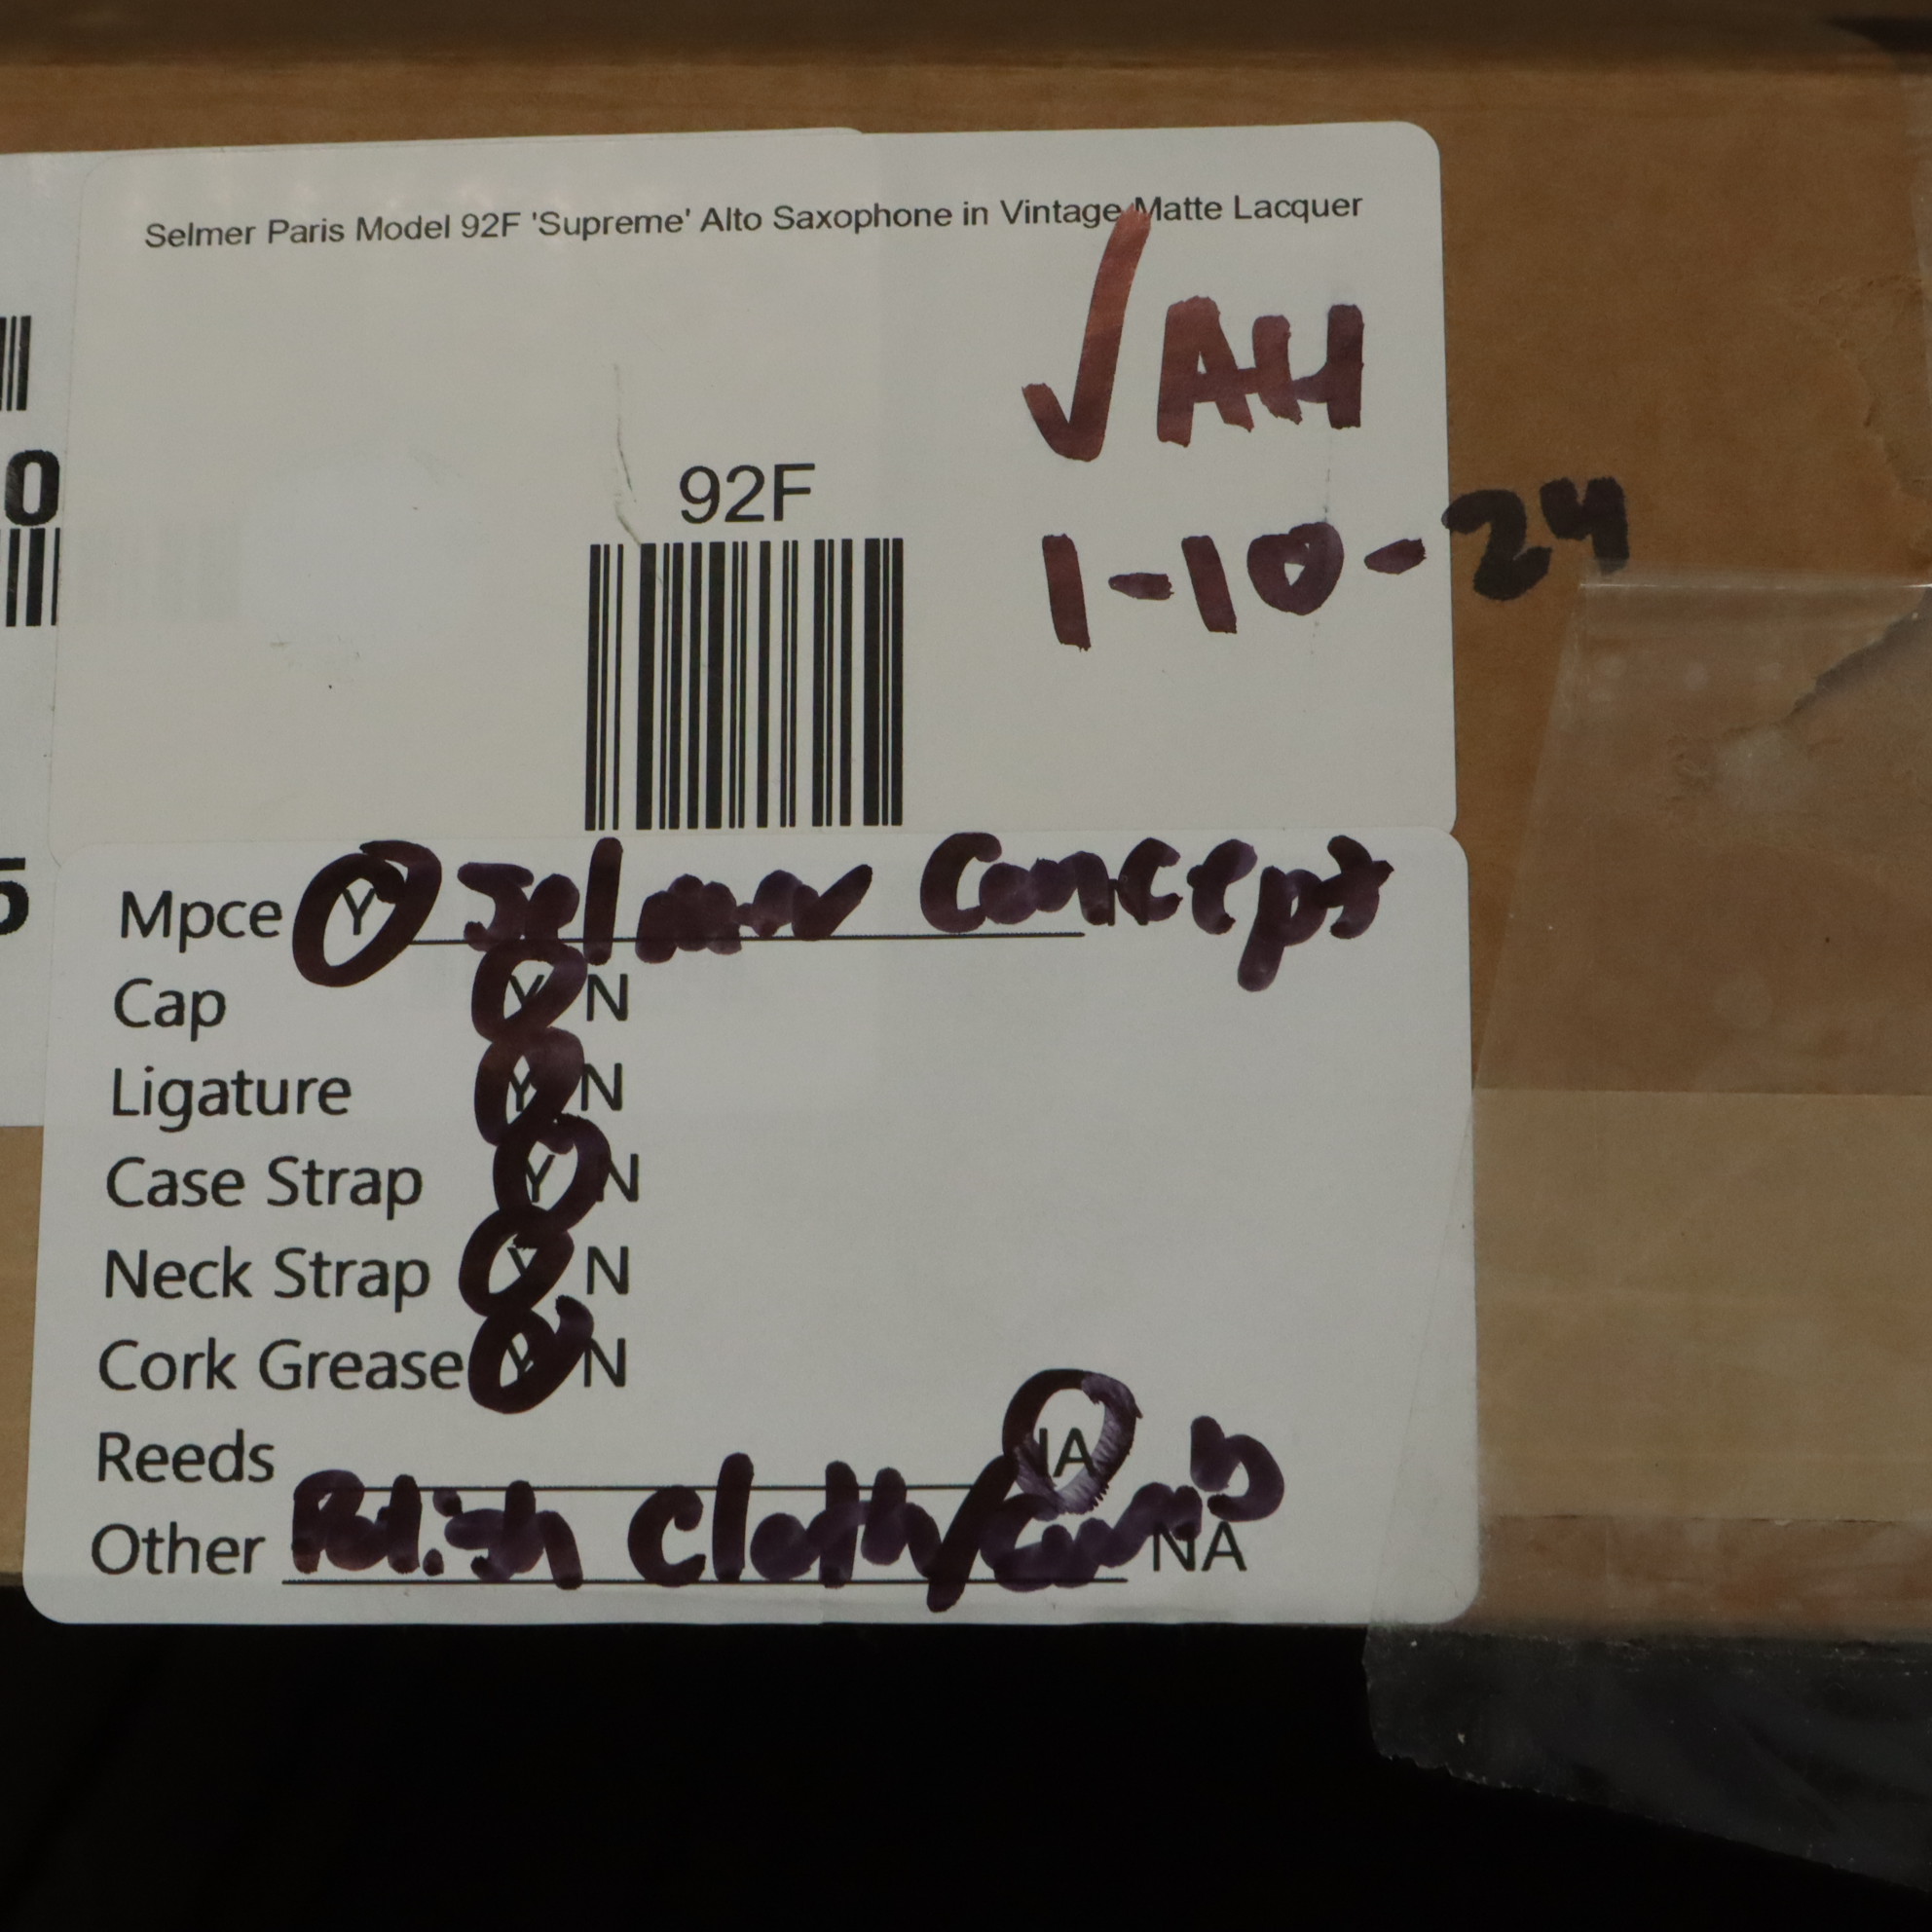 Selmer Paris Model 92F 'Supreme' Alto Saxophone in Vintage Matte Lacquer
✓ AH
92F
1-10-24
0
5
Mpce Y Selmer Concept
Cap Y N
Ligature Y N
Case Strap Y N
Neck Strap Y N
Cork Grease Y N
Reeds NA
Other Polish Cloth/ NA